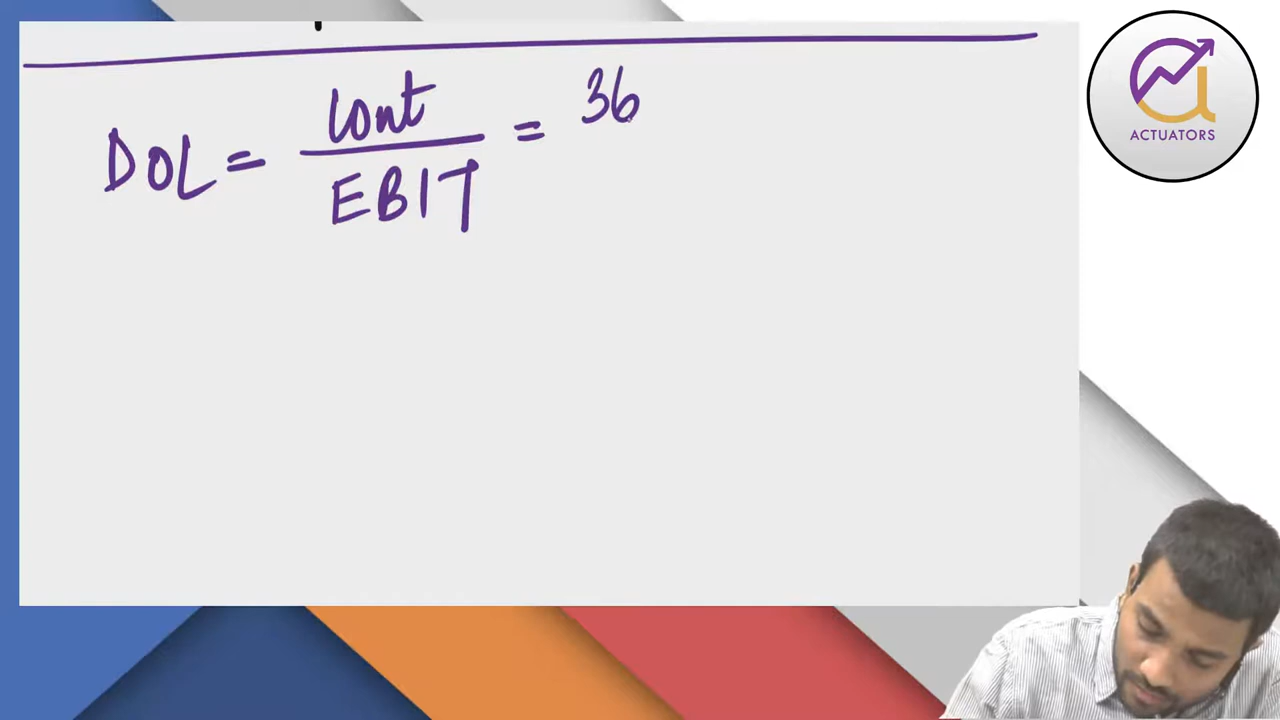 DOL = Cont / EBIT = 36
ACTUATORS